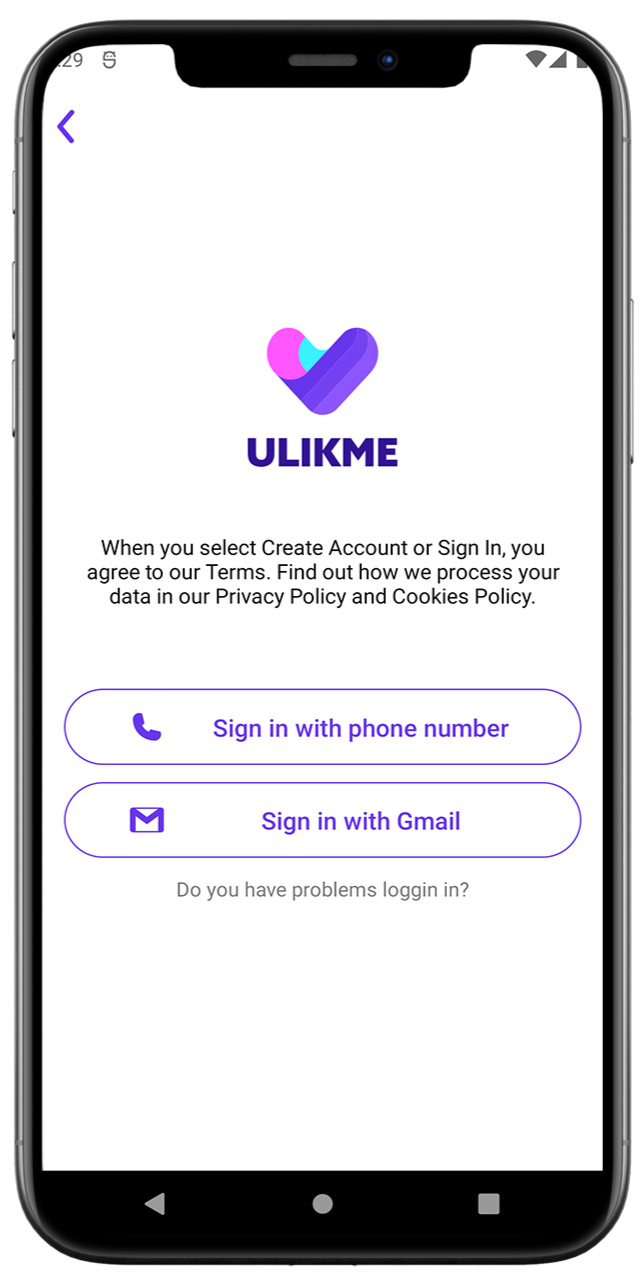 :29
ULIKME
When you select Create Account or Sign In, you
agree to our Terms. Find out how we process your
data in our Privacy Policy and Cookies Policy.
Sign in with phone number
Sign in with Gmail
Do you have problems loggin in?